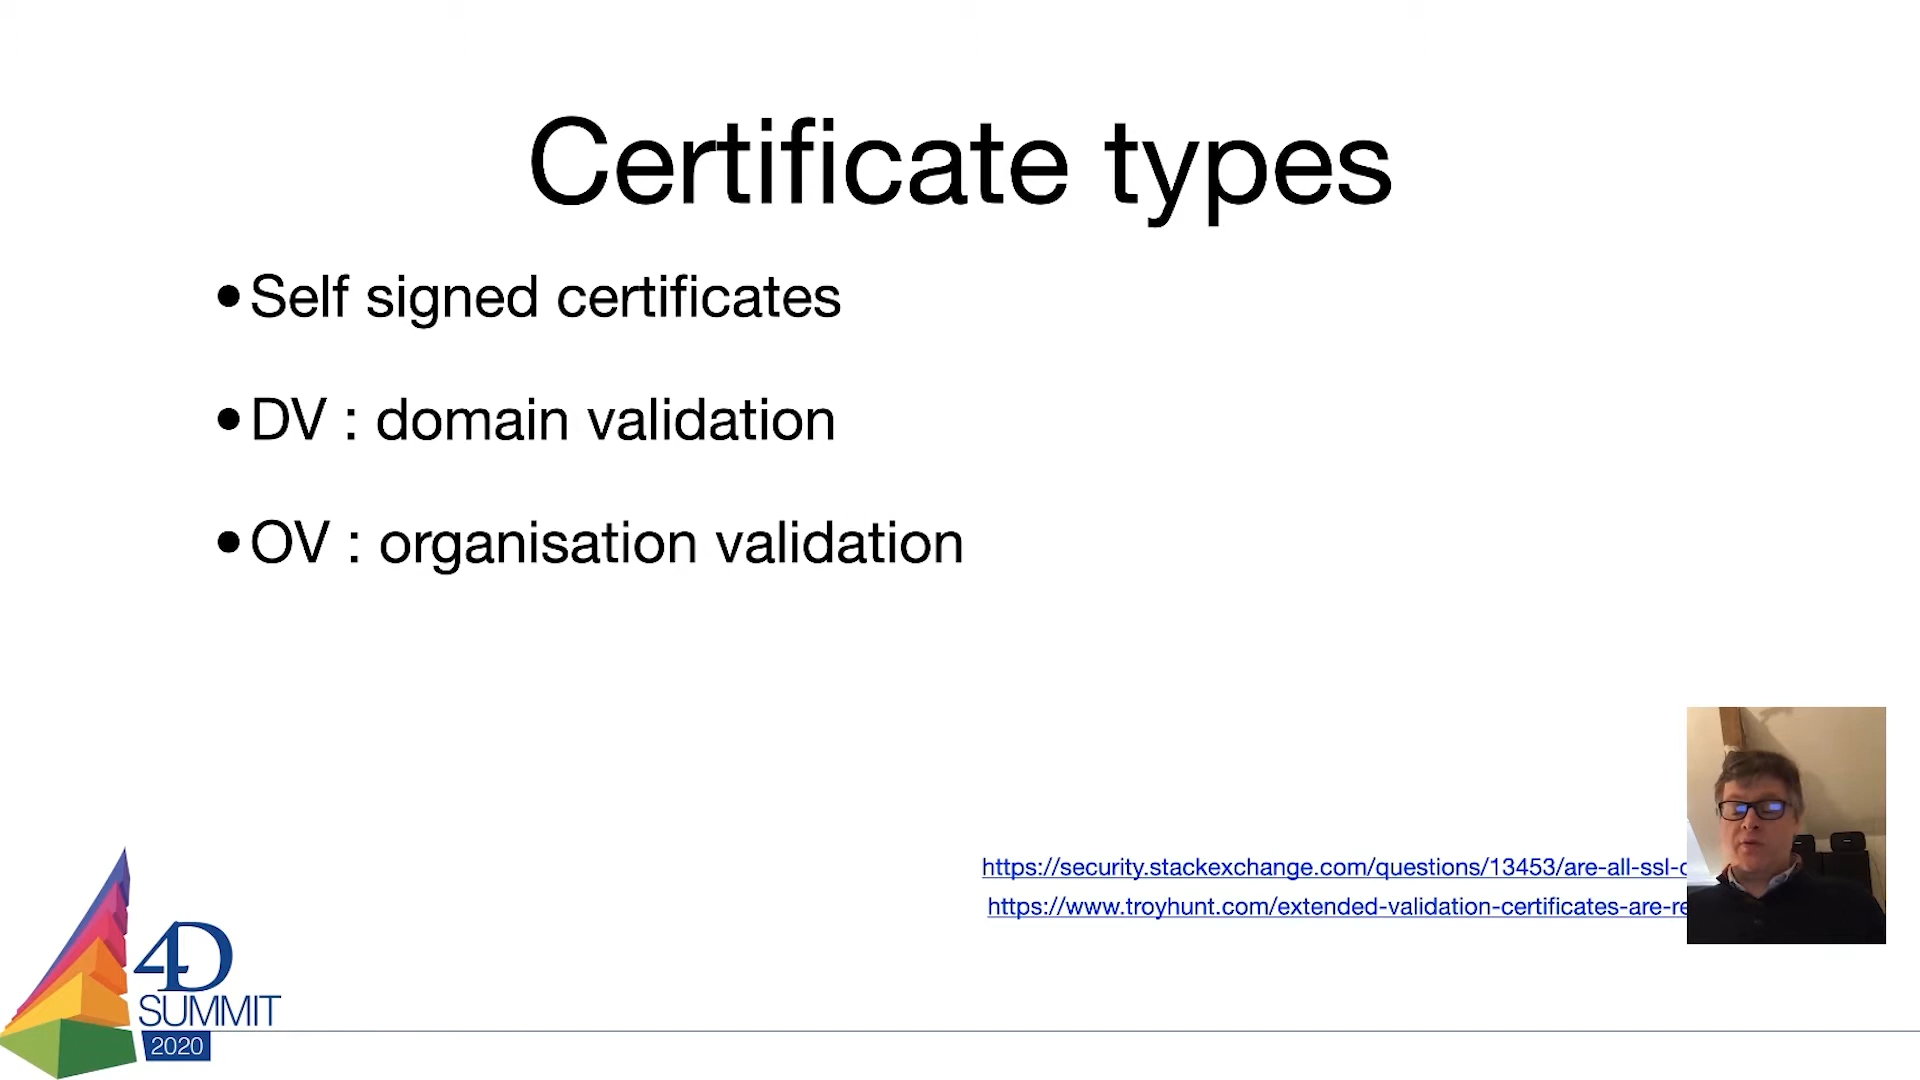 Certificate types
•Self signed certificates
•DV : domain validation
•OV : organisation validation
https://security.stackexchange.com/questions/13453/are-all-ssl-
https://www.troyhunt.com/extended-validation-certificates-are-re
4D
SUMMIT
2020